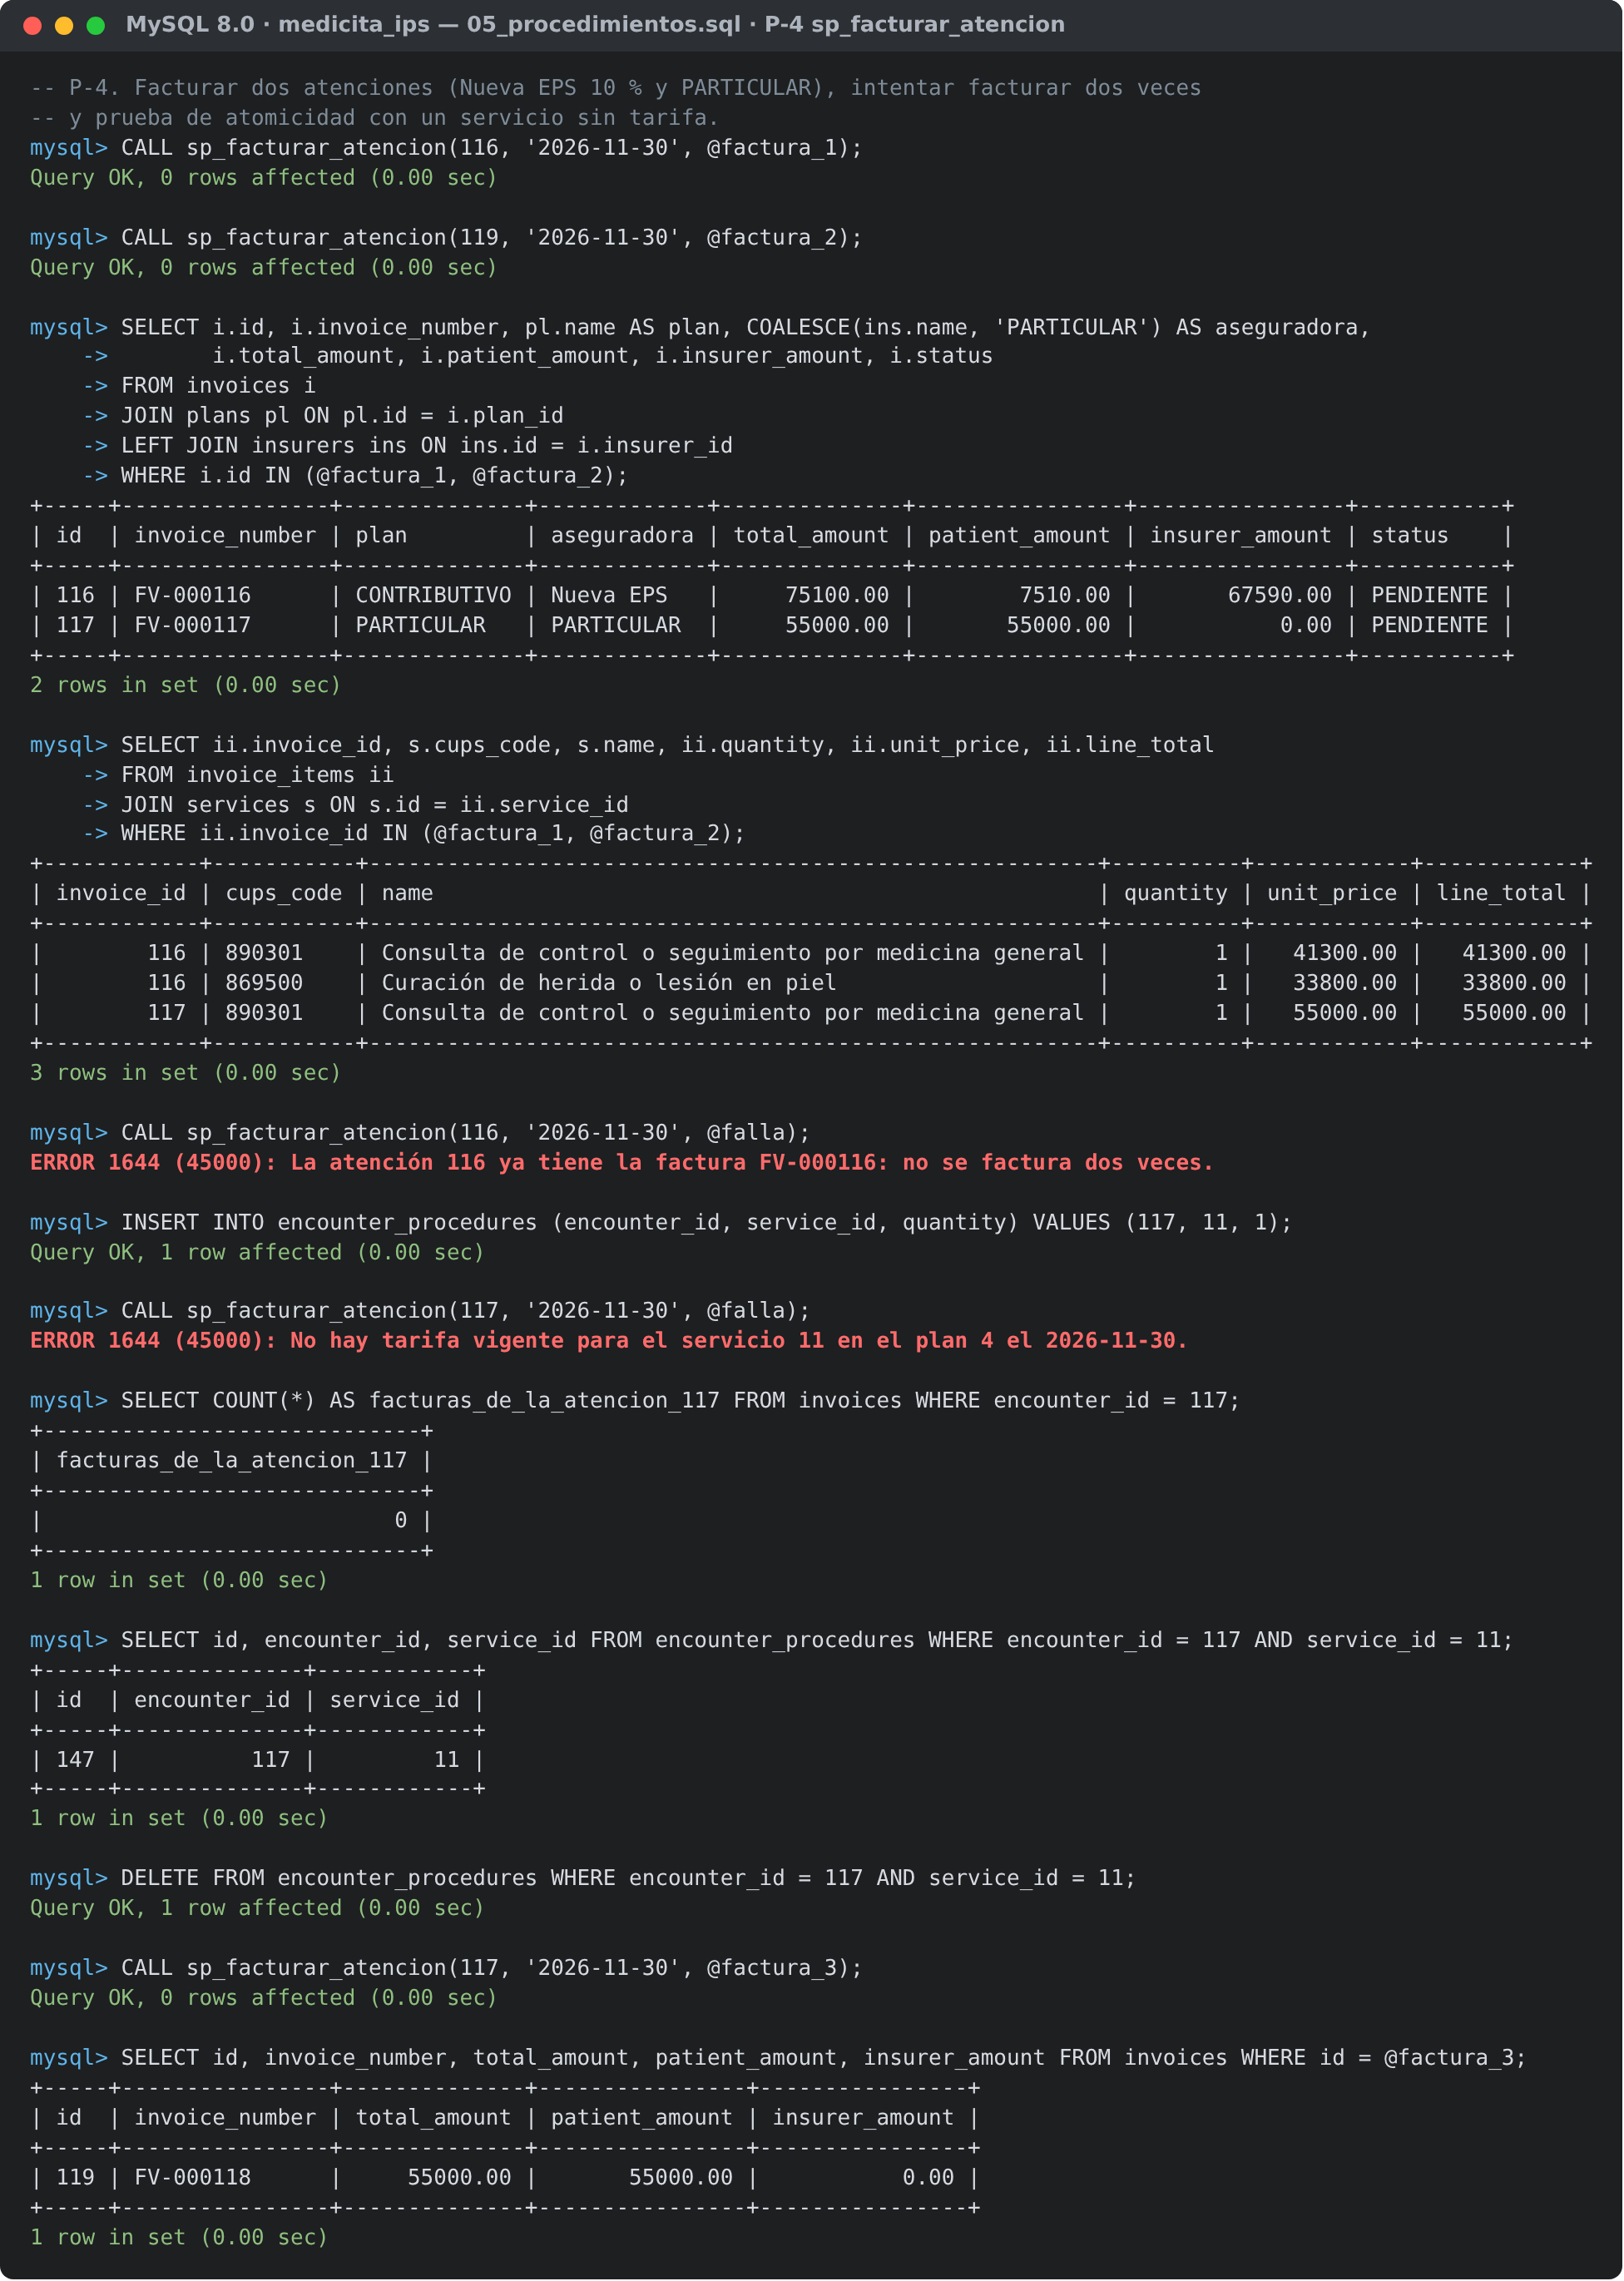 MySQL 8.0 · medicita_ips — 05_procedimientos.sql · P-4 sp_facturar_atencion
-- P-4. Facturar dos atenciones (Nueva EPS 10 % y PARTICULAR), intentar facturar dos veces
-- y prueba de atomicidad con un servicio sin tarifa.
mysql> CALL sp_facturar_atencion(116, '2026-11-30', @factura_1);
Query OK, 0 rows affected (0.00 sec)

mysql> CALL sp_facturar_atencion(119, '2026-11-30', @factura_2);
Query OK, 0 rows affected (0.00 sec)

mysql> SELECT i.id, i.invoice_number, pl.name AS plan, COALESCE(ins.name, 'PARTICULAR') AS aseguradora,
    ->        i.total_amount, i.patient_amount, i.insurer_amount, i.status
    -> FROM invoices i
    -> JOIN plans pl ON pl.id = i.plan_id
    -> LEFT JOIN insurers ins ON ins.id = i.insurer_id
    -> WHERE i.id IN (@factura_1, @factura_2);
+-----+----------------+--------------+-------------+--------------+----------------+----------------+-----------+
| id  | invoice_number | plan         | aseguradora | total_amount | patient_amount | insurer_amount | status    |
+-----+----------------+--------------+-------------+--------------+----------------+----------------+-----------+
| 116 | FV-000116      | CONTRIBUTIVO | Nueva EPS   |     75100.00 |        7510.00 |       67590.00 | PENDIENTE |
| 117 | FV-000117      | PARTICULAR   | PARTICULAR  |     55000.00 |       55000.00 |           0.00 | PENDIENTE |
+-----+----------------+--------------+-------------+--------------+----------------+----------------+-----------+
2 rows in set (0.00 sec)

mysql> SELECT ii.invoice_id, s.cups_code, s.name, ii.quantity, ii.unit_price, ii.line_total
    -> FROM invoice_items ii
    -> JOIN services s ON s.id = ii.service_id
    -> WHERE ii.invoice_id IN (@factura_1, @factura_2);
+------------+-----------+--------------------------------------------------------+----------+------------+------------+
| invoice_id | cups_code | name                                                   | quantity | unit_price | line_total |
+------------+-----------+--------------------------------------------------------+----------+------------+------------+
|        116 | 890301    | Consulta de control o seguimiento por medicina general |        1 |   41300.00 |   41300.00 |
|        116 | 869500    | Curación de herida o lesión en piel                    |        1 |   33800.00 |   33800.00 |
|        117 | 890301    | Consulta de control o seguimiento por medicina general |        1 |   55000.00 |   55000.00 |
+------------+-----------+--------------------------------------------------------+----------+------------+------------+
3 rows in set (0.00 sec)

mysql> CALL sp_facturar_atencion(116, '2026-11-30', @falla);
ERROR 1644 (45000): La atención 116 ya tiene la factura FV-000116: no se factura dos veces.

mysql> INSERT INTO encounter_procedures (encounter_id, service_id, quantity) VALUES (117, 11, 1);
Query OK, 1 row affected (0.00 sec)

mysql> CALL sp_facturar_atencion(117, '2026-11-30', @falla);
ERROR 1644 (45000): No hay tarifa vigente para el servicio 11 en el plan 4 el 2026-11-30.

mysql> SELECT COUNT(*) AS facturas_de_la_atencion_117 FROM invoices WHERE encounter_id = 117;
+-----------------------------+
| facturas_de_la_atencion_117 |
+-----------------------------+
|                           0 |
+-----------------------------+
1 row in set (0.00 sec)

mysql> SELECT id, encounter_id, service_id FROM encounter_procedures WHERE encounter_id = 117 AND service_id = 11;
+-----+--------------+------------+
| id  | encounter_id | service_id |
+-----+--------------+------------+
| 147 |          117 |         11 |
+-----+--------------+------------+
1 row in set (0.00 sec)

mysql> DELETE FROM encounter_procedures WHERE encounter_id = 117 AND service_id = 11;
Query OK, 1 row affected (0.00 sec)

mysql> CALL sp_facturar_atencion(117, '2026-11-30', @factura_3);
Query OK, 0 rows affected (0.00 sec)

mysql> SELECT id, invoice_number, total_amount, patient_amount, insurer_amount FROM invoices WHERE id = @factura_3;
+-----+----------------+--------------+----------------+----------------+
| id  | invoice_number | total_amount | patient_amount | insurer_amount |
+-----+----------------+--------------+----------------+----------------+
| 119 | FV-000118      |     55000.00 |       55000.00 |           0.00 |
+-----+----------------+--------------+----------------+----------------+
1 row in set (0.00 sec)